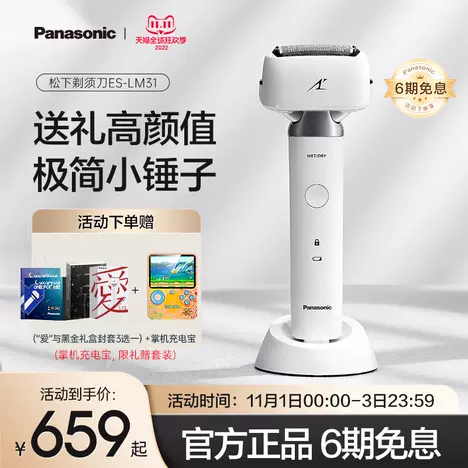 Panasonic
天猫全球狂欢季
2022
松下剃须刀ES-LM31
Panasonic
6期免息
送礼高颜值
极简小锤子
WET/DRY
活动下单赠
爱
+
("爱"与黑金礼盒封套3选一)+掌机充电宝
(掌机充电宝,限礼赠套装)
Panasonic
活动到手价:
¥659起
活动时间: 11月1日00:00-3日23:59
官方正品 6期免息